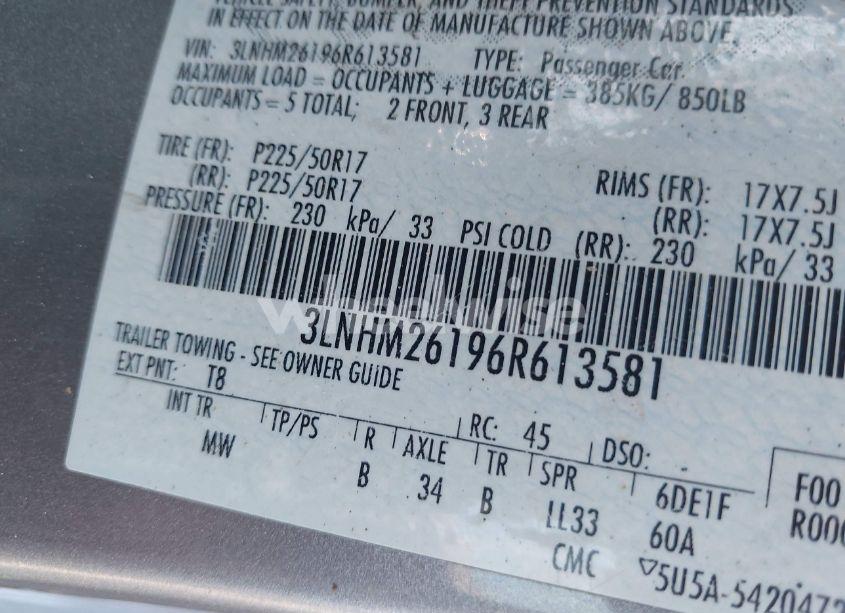 VEHICLE SAFETY, BUMPER, AND THEFT PREVENTION STANDARDS
IN EFFECT ON THE DATE OF MANUFACTURE SHOWN ABOVE.
VIN: 3LNHM26196R613581 TYPE: Passenger Car.
MAXIMUM LOAD = OCCUPANTS + LUGGAGE = 385KG/ 850LB
OCCUPANTS = 5 TOTAL; 2 FRONT, 3 REAR
TIRE (FR): P225/50R17 RIMS (FR): 17X7.5J
(RR): P225/50R17 (RR): 17X7.5J
PRESSURE (FR): 230 kPa/ 33 PSI COLD (RR): 230 kPa/ 33
wheelwise
3LNHM26196R613581
TRAILER TOWING - SEE OWNER GUIDE
EXT PNT: T8 RC: 45 DSO:
INT TR TP/PS R AXLE TR SPR 6DE1F F00
MW B 34 B LL33 60A R000
CMC 5U5A-5420472